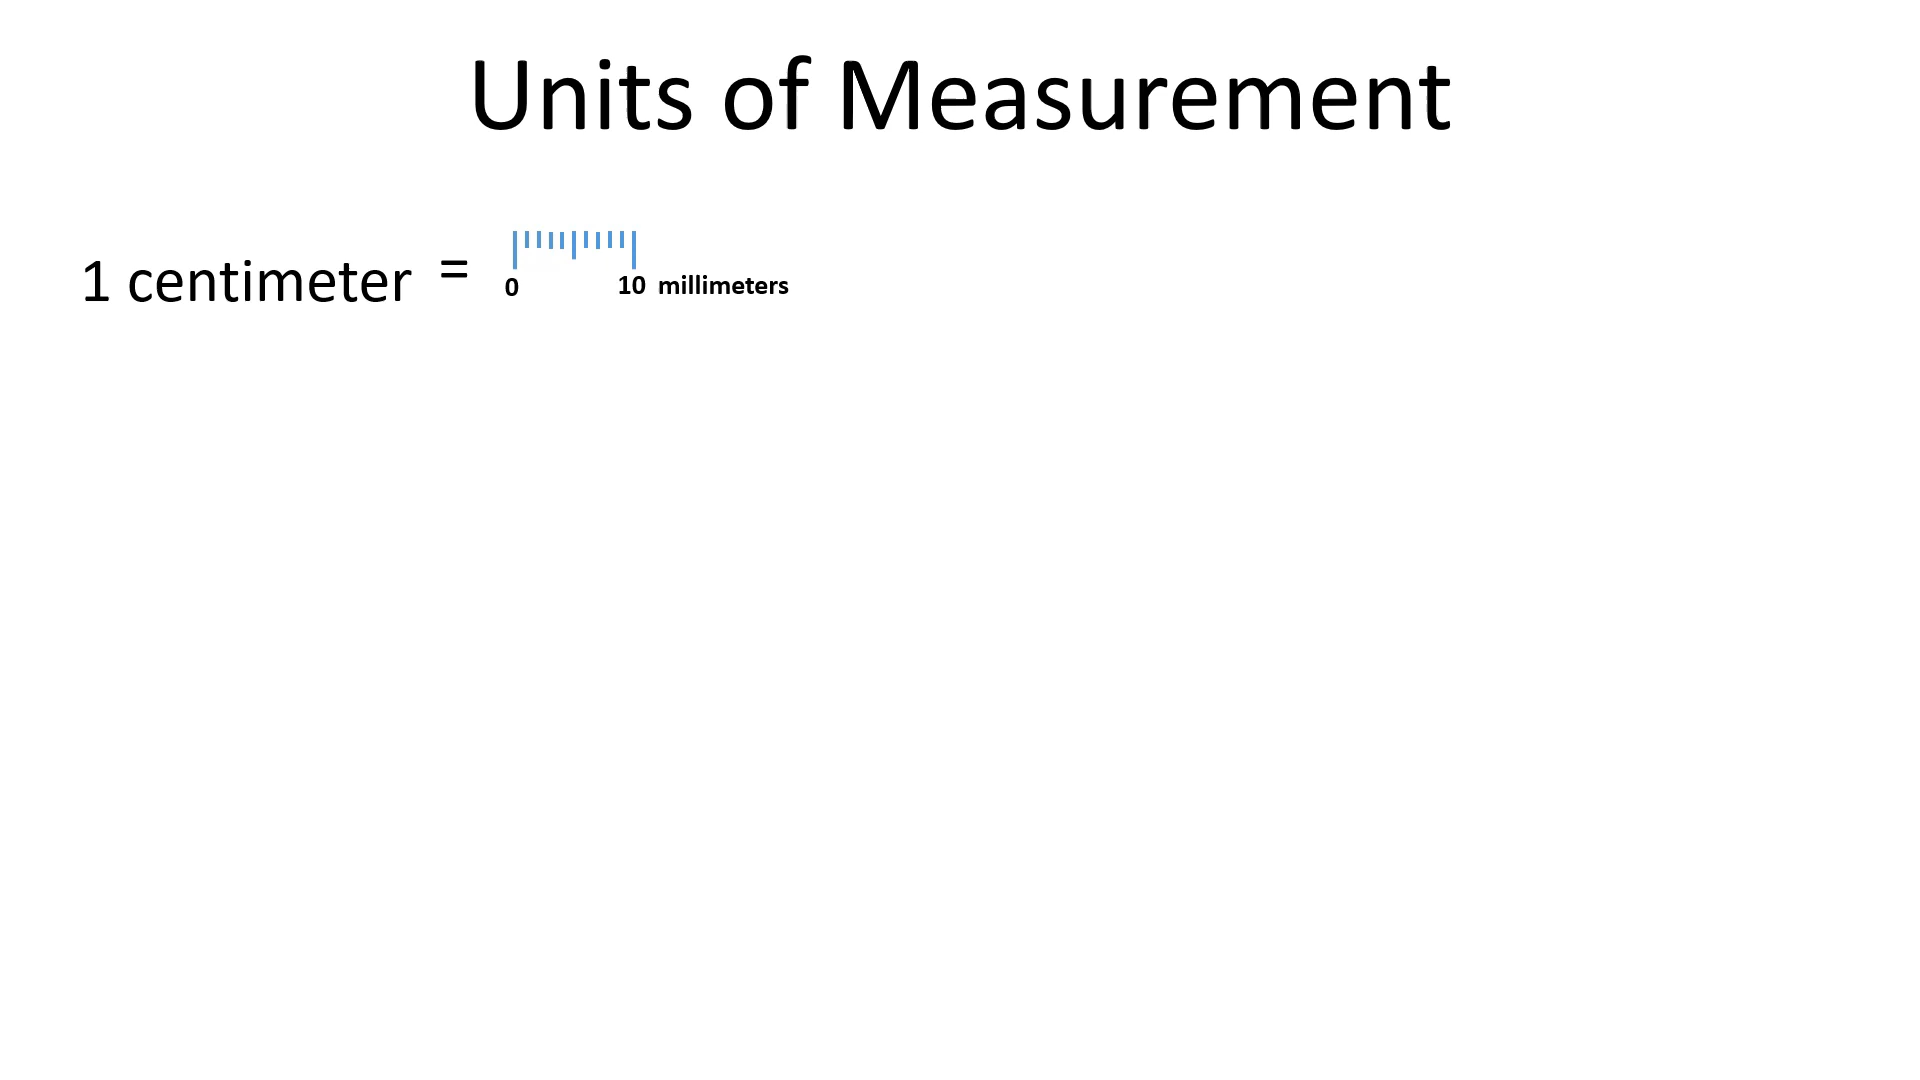 Units of Measurement
1 centimeter =
0 10 millimeters